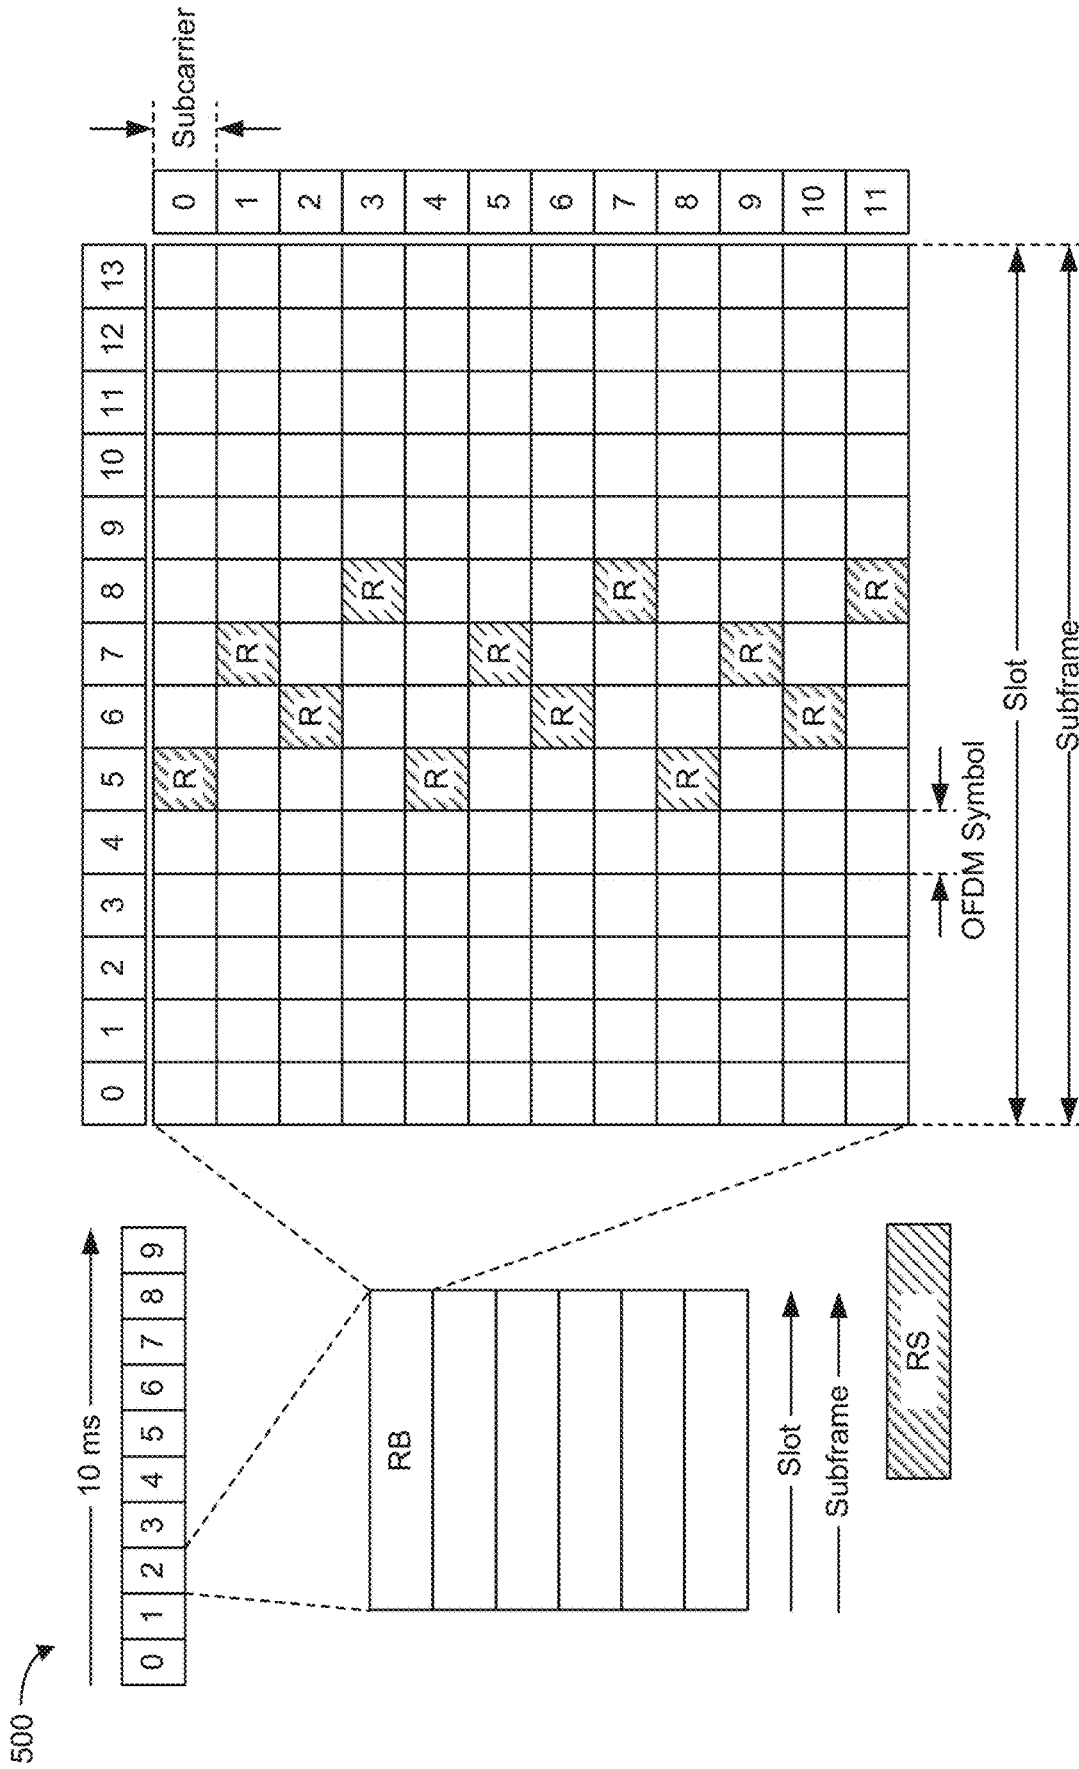 500
10 ms
0 1 2 3 4 5 6 7 8 9
RB
Slot
Subframe
RS
0 1 2 3 4 5 6 7 8 9 10 11 12 13
Subcarrier
R 0
R 1
R 2
R 3
R 4
R 5
R 6
R 7
R 8
R 9
R 10
R 11
OFDM Symbol
Slot
Subframe